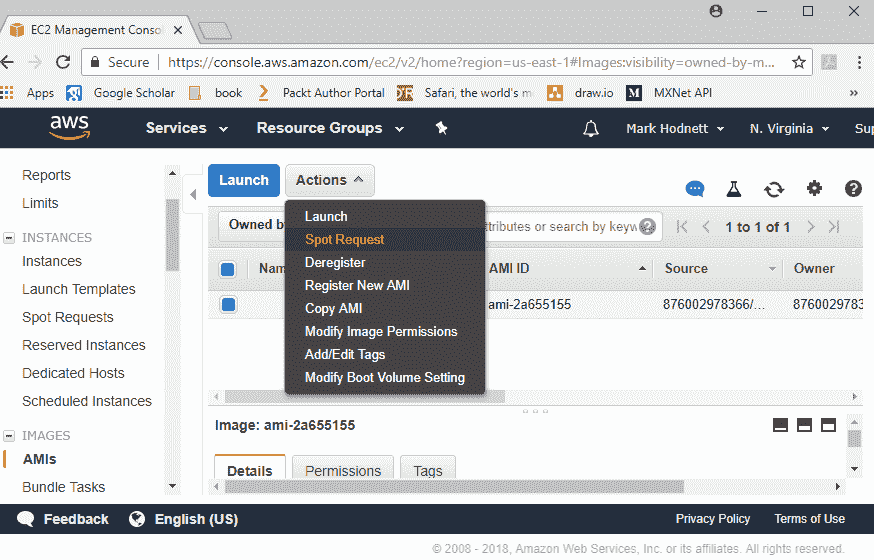 EC2 Management Conso
Secure https://console.aws.amazon.com/ec2/v2/home?region=us-east-1#Images:visibility=owned-by-m...
Apps Google Scholar book Packt Author Portal Safari, the world's m draw.io M MXNet API »
aws Services Resource Groups Mark Hodnett N. Virginia Sup
Reports
Limits
INSTANCES
Instances
Launch Templates
Spot Requests
Reserved Instances
Dedicated Hosts
Scheduled Instances
IMAGES
AMIs
Bundle Tasks
Launch Actions
Launch
Spot Request
Deregister
Register New AMI
Copy AMI
Modify Image Permissions
Add/Edit Tags
Modify Boot Volume Setting
Owned b ttributes or search by keyw 1 to 1 of 1
Nam AMI ID Source Owner
ami-2a655155 876002978366/... 8760029783
Image: ami-2a655155
Details Permissions Tags
Feedback English (US) Privacy Policy Terms of Use
© 2008 - 2018, Amazon Web Services, Inc. or its affiliates. All rights reserved.